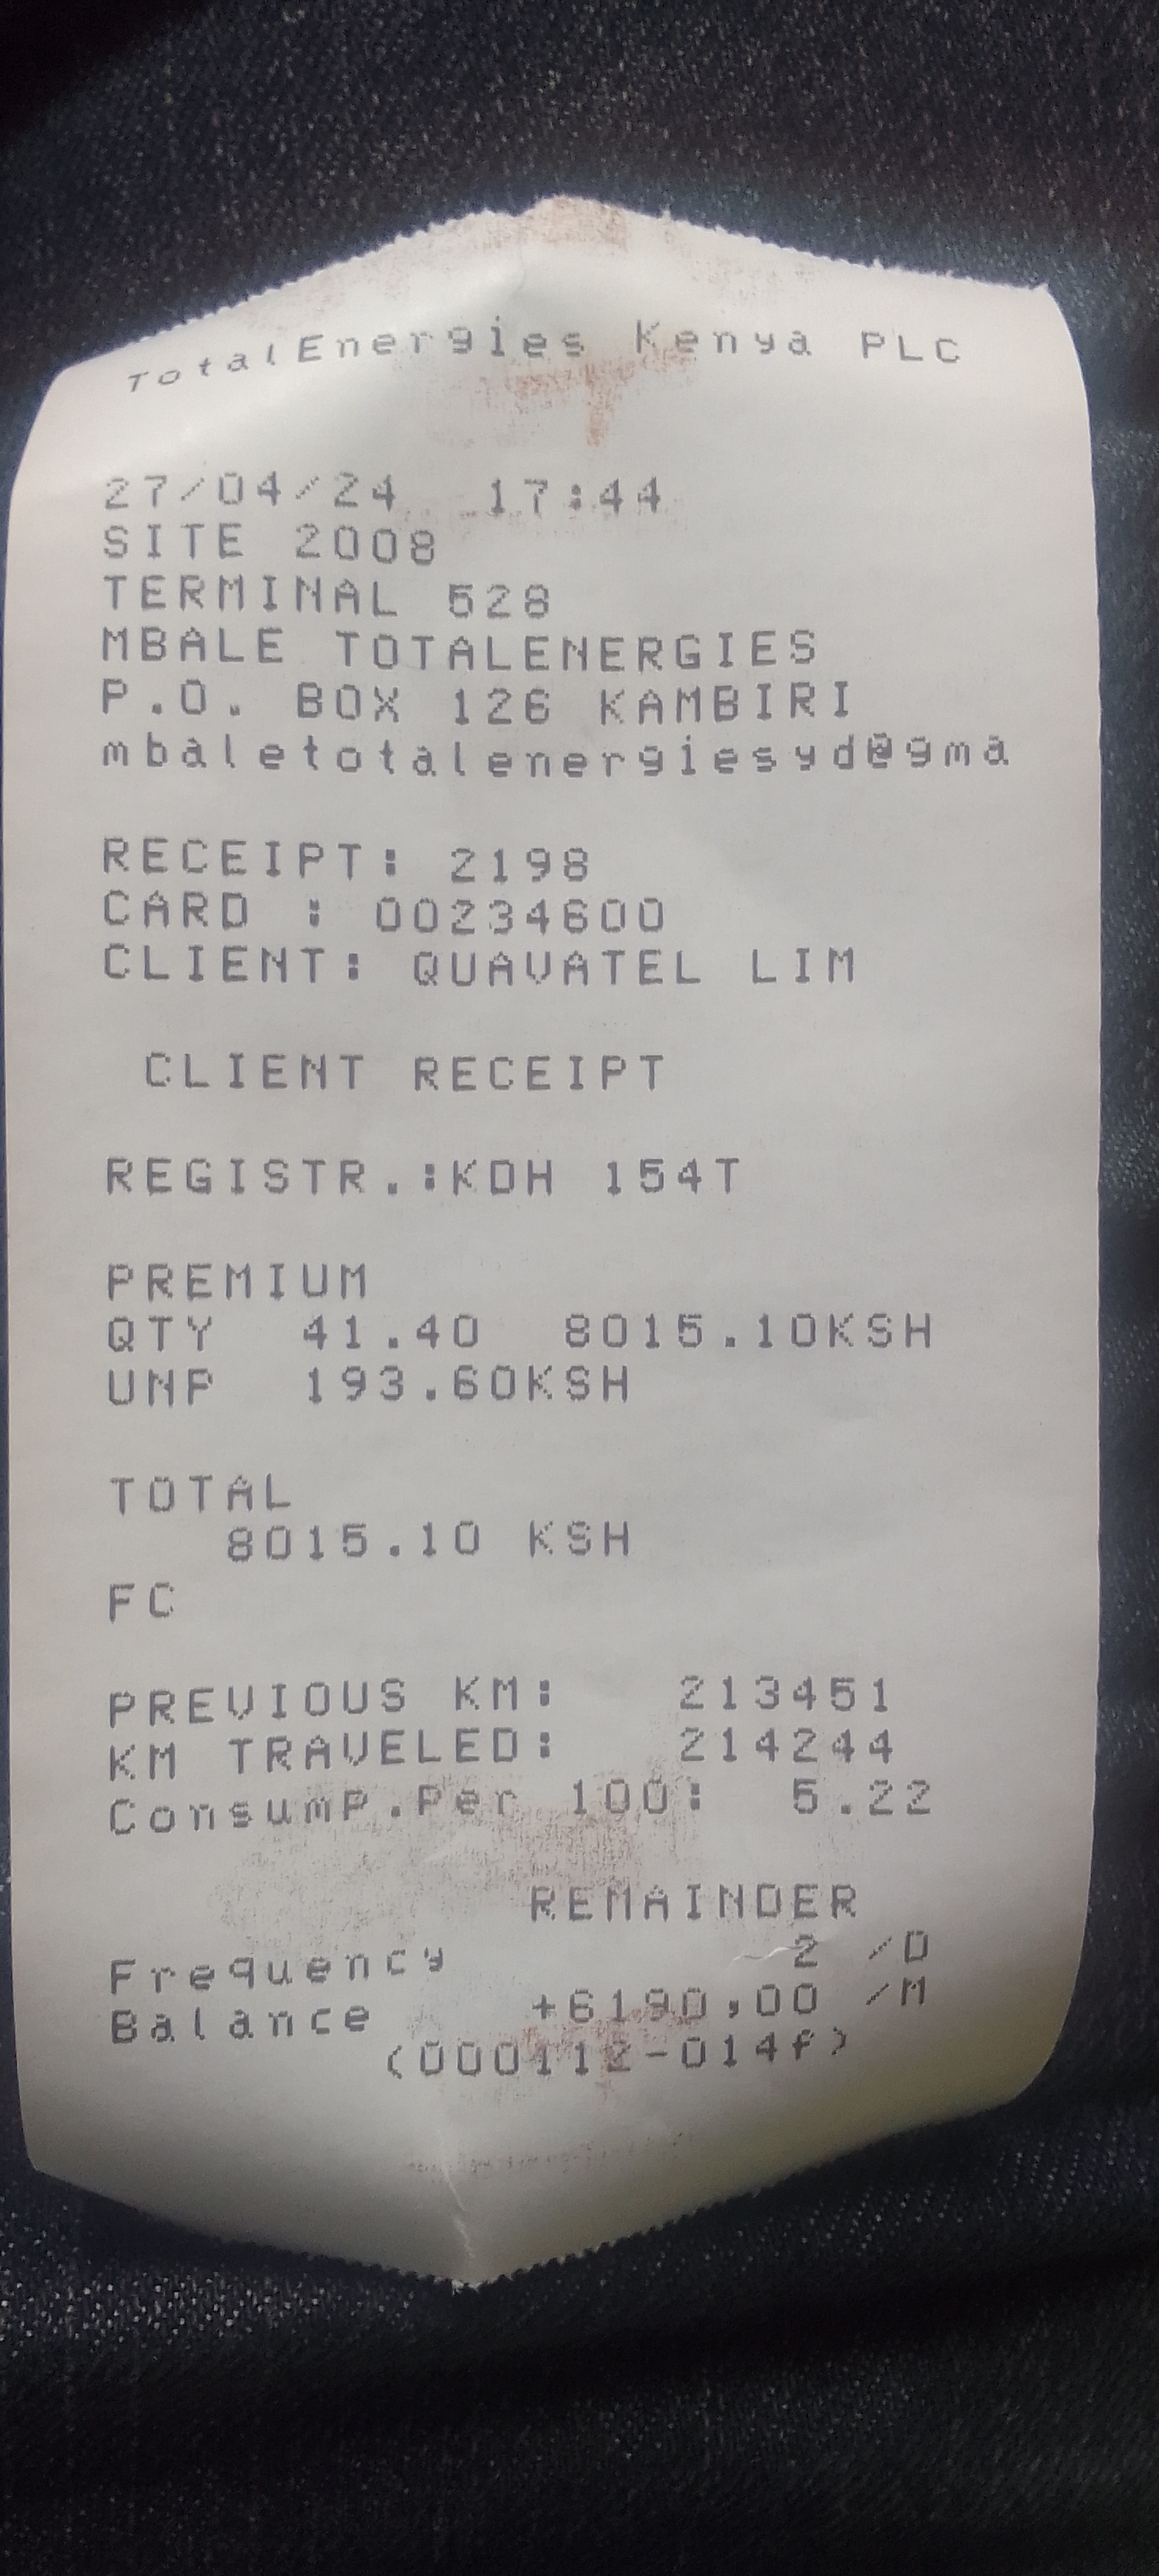 TotalEnergies Kenya PLC
27/04/24 17:44
SITE 2008
TERMINAL 528
MBALE TOTALENERGIES
P.O. BOX 126 KAMBIRI
mbaletotalenergiesyd@gma
RECEIPT: 2198
CARD : 00234600
CLIENT: QUAVATEL LIM
CLIENT RECEIPT
REGISTR.:KDH 154T
PREMIUM
QTY 41.40 8015.10KSH
UNP 193.60KSH
TOTAL
8015.10 KSH
FC
PREVIOUS KM: 213451
KM TRAVELED: 214244
Consump.Per 100: 5.22
REMAINDER
Frequency 2 /D
Balance +6190,00 /M
(000112-014f)